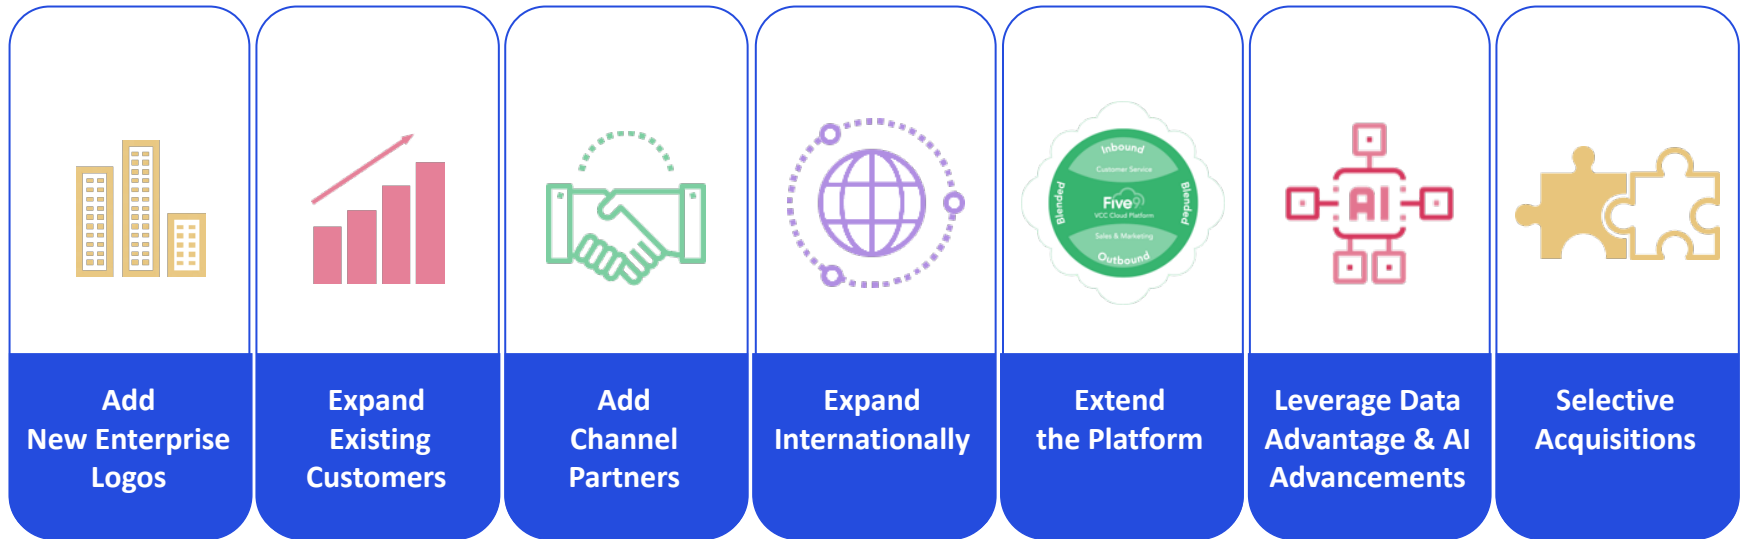 Inbound
Customer Service
Blended
Five9
Blended
VCC Cloud Platform
Sales & Marketing
Outbound
AI
Add
New Enterprise
Logos
Expand
Existing
Customers
Add
Channel
Partners
Expand
Internationally
Extend
the Platform
Leverage Data
Advantage & AI
Advancements
Selective
Acquisitions